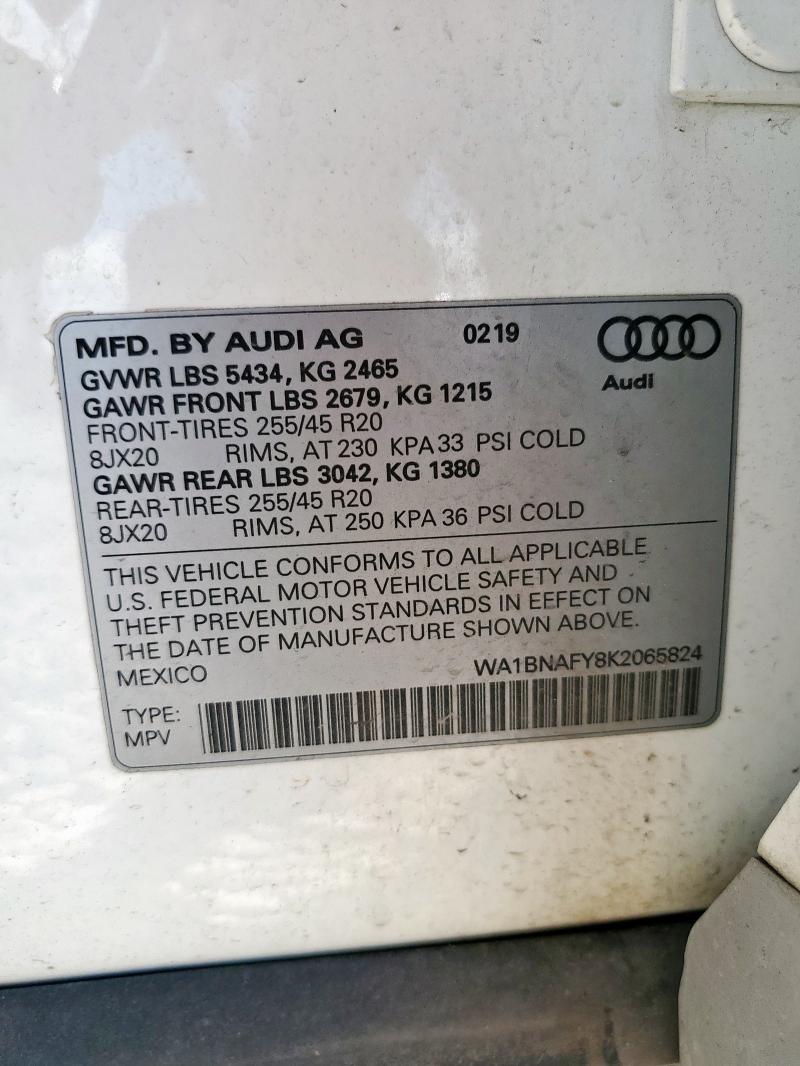 MFD. BY AUDI AG 0219
Audi
GVWR LBS 5434, KG 2465
GAWR FRONT LBS 2679, KG 1215
FRONT-TIRES 255/45 R20
8JX20 RIMS, AT 230 KPA 33 PSI COLD
GAWR REAR LBS 3042, KG 1380
REAR-TIRES 255/45 R20
8JX20 RIMS, AT 250 KPA 36 PSI COLD
THIS VEHICLE CONFORMS TO ALL APPLICABLE
U.S. FEDERAL MOTOR VEHICLE SAFETY AND
THEFT PREVENTION STANDARDS IN EFFECT ON
THE DATE OF MANUFACTURE SHOWN ABOVE.
MEXICO WA1BNAFY8K2065824
TYPE:
MPV